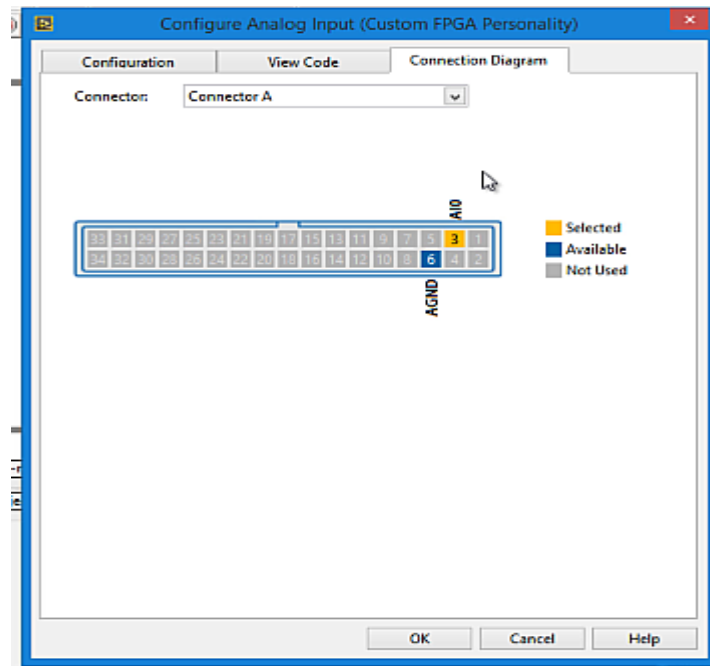 Configure Analog Input (Custom FPGA Personality)
Configuration View Code Connection Diagram
Connector: Connector A
AI0
33 31 29 27 25 23 21 19 17 15 13 11 9 7 5 3 1
34 32 30 28 26 24 22 20 18 16 14 12 10 8 6 4 2
AGND
Selected
Available
Not Used
OK Cancel Help